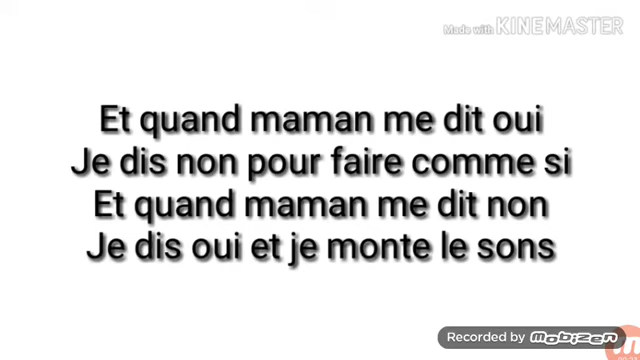 Made with KINEMASTER
Et quand maman me dit oui
Je dis non pour faire comme si
Et quand maman me dit non
Je dis oui et je monte le sons
Recorded by mobizen